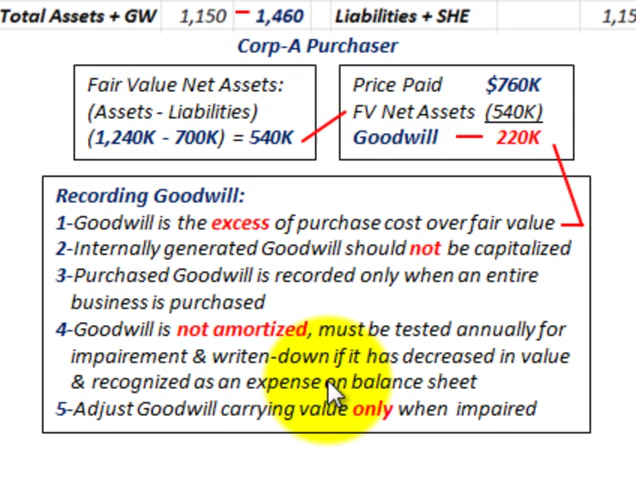 Total Assets + GW 1,150 – 1,460 Liabilities + SHE 1,15
Corp-A Purchaser
Fair Value Net Assets:
(Assets - Liabilities)
(1,240K - 700K) = 540K
Price Paid $760K
FV Net Assets (540K)
Goodwill — 220K
Recording Goodwill:
1-Goodwill is the excess of purchase cost over fair value
2-Internally generated Goodwill should not be capitalized
3-Purchased Goodwill is recorded only when an entire
business is purchased
4-Goodwill is not amortized, must be tested annually for
impairement & writen-down if it has decreased in value
& recognized as an expense on balance sheet
5-Adjust Goodwill carrying value only when impaired